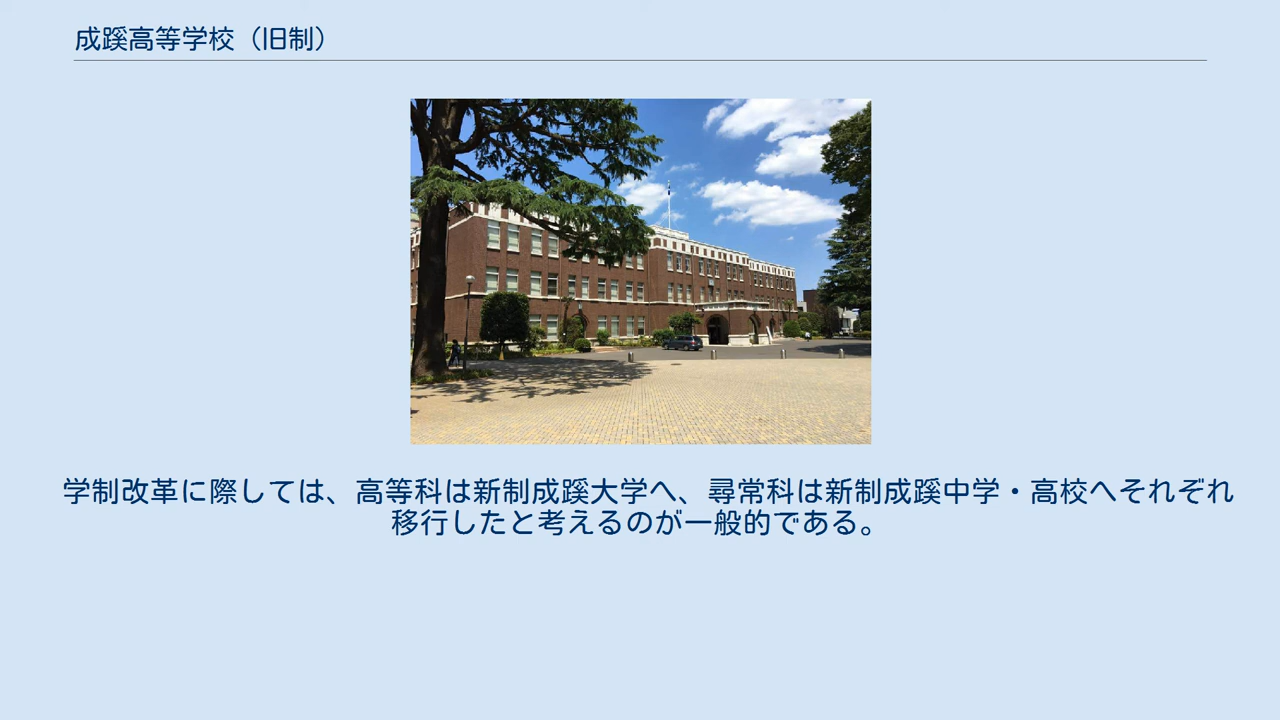 成蹊高等学校（旧制）
学制改革に際しては、高等科は新制成蹊大学へ、尋常科は新制成蹊中学・高校へそれぞれ
移行したと考えるのが一般的である。